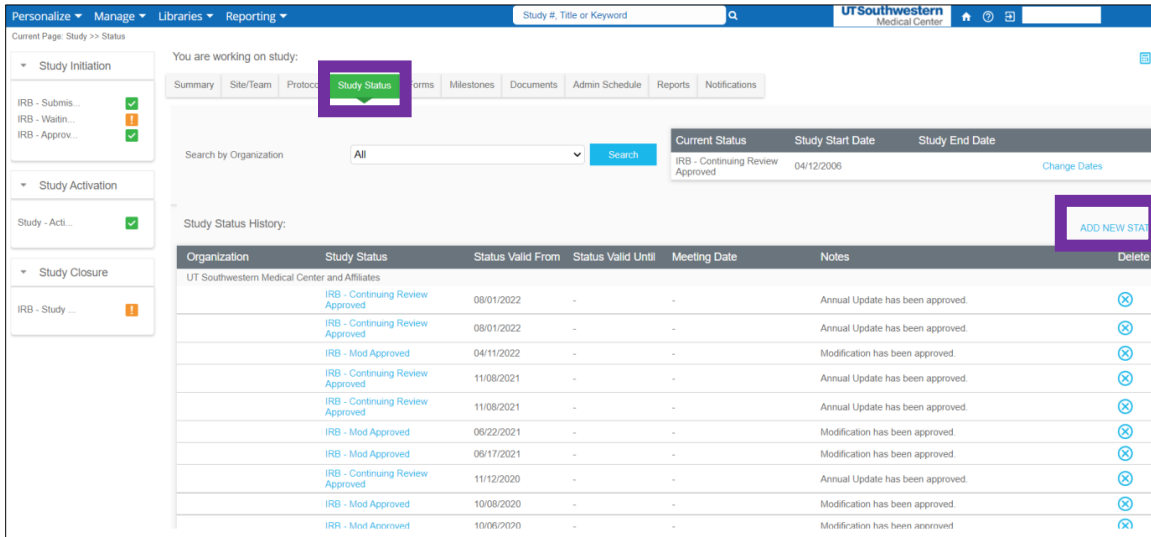 Personalize Manage Libraries Reporting Study #, Title or Keyword UTSouthwestern
Medical Center
Current Page: Study >> Status
Study Initiation
IRB - Submis...
IRB - Waitin...
IRB - Approv...
Study Activation
Study - Acti...
Study Closure
IRB - Study ...
You are working on study:
Summary Site/Team Protoco Study Status orms Milestones Documents Admin Schedule Reports Notifications
Search by Organization All Search
Current Status Study Start Date Study End Date
IRB - Continuing Review
Approved 04/12/2006 Change Dates
Study Status History: ADD NEW STAT
Organization Study Status Status Valid From Status Valid Until Meeting Date Notes Delete
UT Southwestern Medical Center and Affiliates
IRB - Continuing Review
Approved 08/01/2022 - - Annual Update has been approved.
IRB - Continuing Review
Approved 08/01/2022 - - Annual Update has been approved.
IRB - Mod Approved 04/11/2022 - - Modification has been approved.
IRB - Continuing Review
Approved 11/08/2021 - - Annual Update has been approved.
IRB - Continuing Review
Approved 11/08/2021 - - Annual Update has been approved.
IRB - Mod Approved 06/22/2021 - - Modification has been approved.
IRB - Mod Approved 06/17/2021 - - Modification has been approved.
IRB - Continuing Review
Approved 11/12/2020 - - Annual Update has been approved.
IRB - Mod Approved 10/08/2020 - - Modification has been approved.
IRB - Mod Approved 10/06/2020 - - Modification has been approved